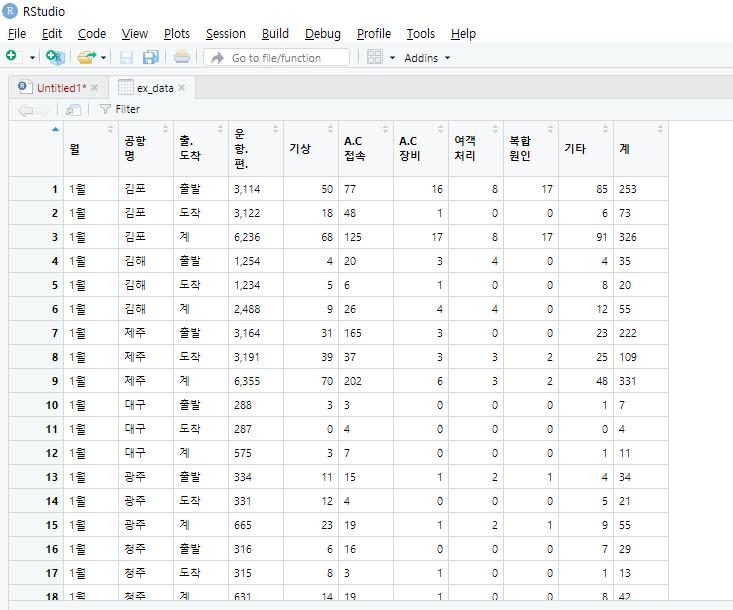 RStudio
File Edit Code View Plots Session Build Debug Profile Tools Help
Go to file/function Addins
Untitled1* ex_data
Filter
월 공항명 출.도착 운항.편. 기상 A.C 접속 A.C 장비 여객 처리 복합 원인 기타 계
1 1월 김포 출발 3,114 50 77 16 8 17 85 253
2 1월 김포 도착 3,122 18 48 1 0 0 6 73
3 1월 김포 계 6,236 68 125 17 8 17 91 326
4 1월 김해 출발 1,254 4 20 3 4 0 4 35
5 1월 김해 도착 1,234 5 6 1 0 0 8 20
6 1월 김해 계 2,488 9 26 4 4 0 12 55
7 1월 제주 출발 3,164 31 165 3 0 0 23 222
8 1월 제주 도착 3,191 39 37 3 3 2 25 109
9 1월 제주 계 6,355 70 202 6 3 2 48 331
10 1월 대구 출발 288 3 3 0 0 0 1 7
11 1월 대구 도착 287 0 4 0 0 0 0 4
12 1월 대구 계 575 3 7 0 0 0 1 11
13 1월 광주 출발 334 11 15 1 2 1 4 34
14 1월 광주 도착 331 12 4 0 0 0 5 21
15 1월 광주 계 665 23 19 1 2 1 9 55
16 1월 청주 출발 316 6 16 0 0 0 7 29
17 1월 청주 도착 315 8 3 1 0 0 1 13
18 1월 청주 계 631 14 19 1 0 0 8 42